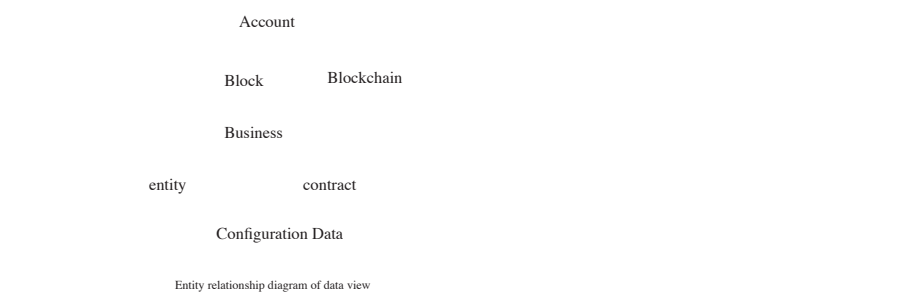 Account
Block
Blockchain
Business
entity
contract
Configuration Data
Entity relationship diagram of data view